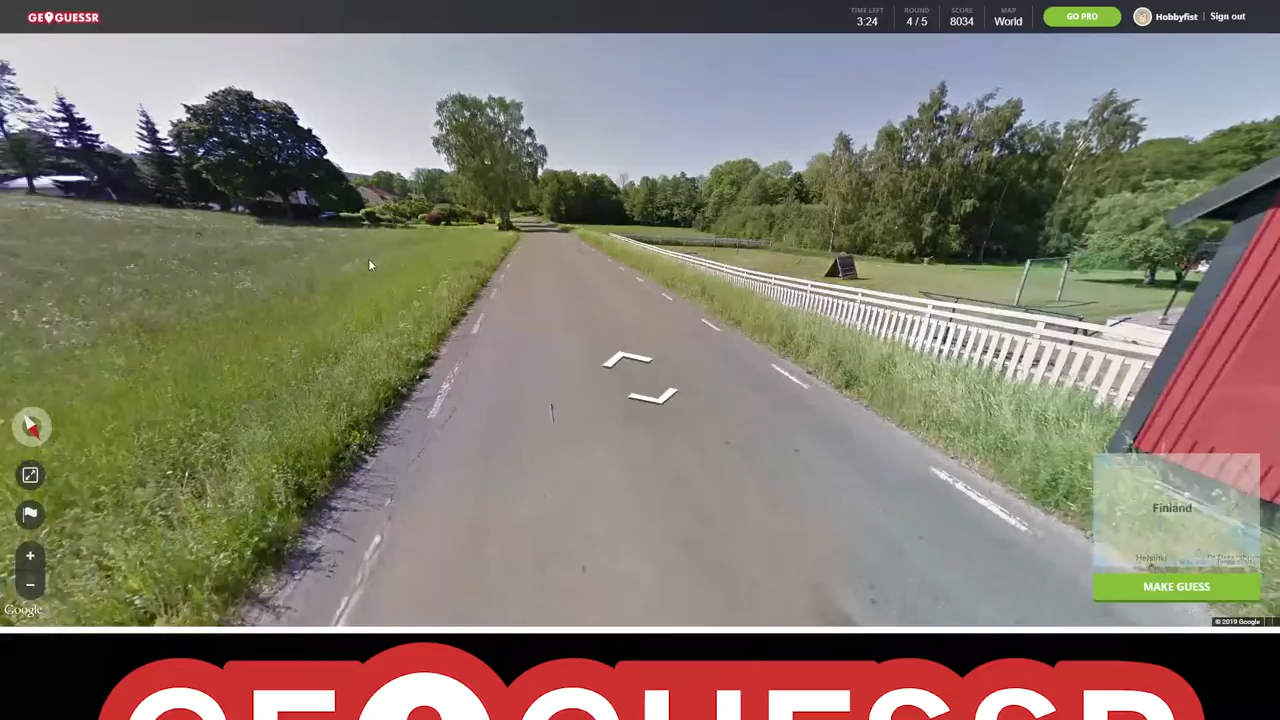 GEOGUESSR
TIME LEFT
3:24
ROUND
4 / 5
SCORE
8034
MAP
World
GO PRO
Hobbyfist
Sign out
Finland
Helsinki
MAKE GUESS
Google
© 2019 Google
GEOGUESSR